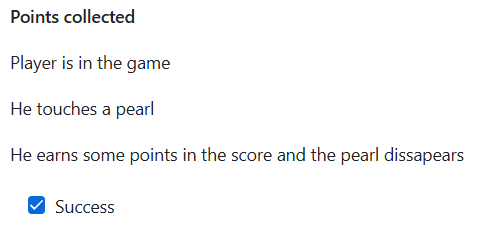 Points collected
Player is in the game
He touches a pearl
He earns some points in the score and the pearl dissapears
Success